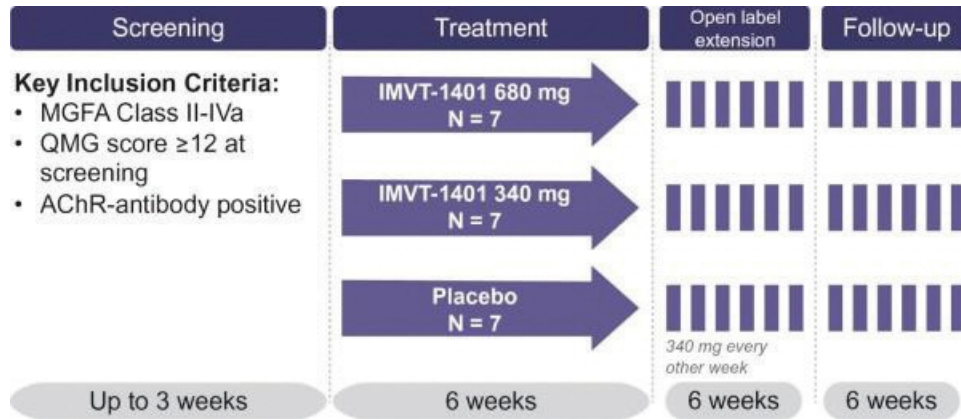 Screening
Treatment
Open label
extension
Follow-up
Key Inclusion Criteria:
• MGFA Class II-IVa
• QMG score ≥12 at
screening
• AChR-antibody positive
IMVT-1401 680 mg
N = 7
IMVT-1401 340 mg
N = 7
Placebo
N = 7
340 mg every
other week
Up to 3 weeks
6 weeks
6 weeks
6 weeks